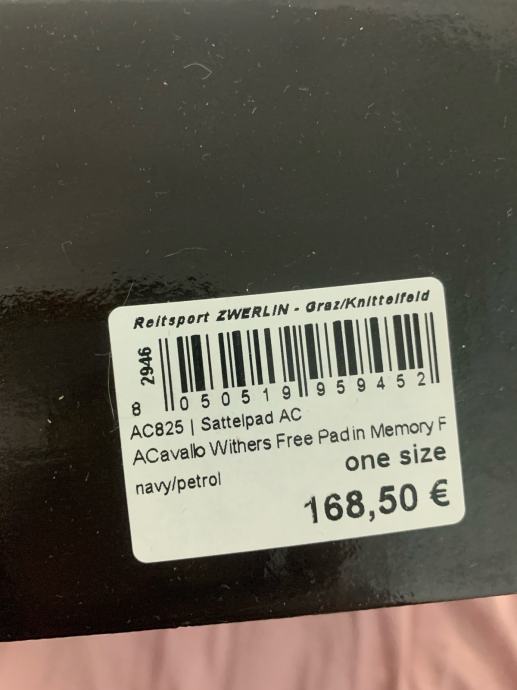 Reitsport ZWERLIN - Graz/Knittelfeld
2946
8 050519 959452
AC825 | Sattelpad AC
ACavallo Withers Free Pad in Memory F
one size
navy/petrol
168,50 €